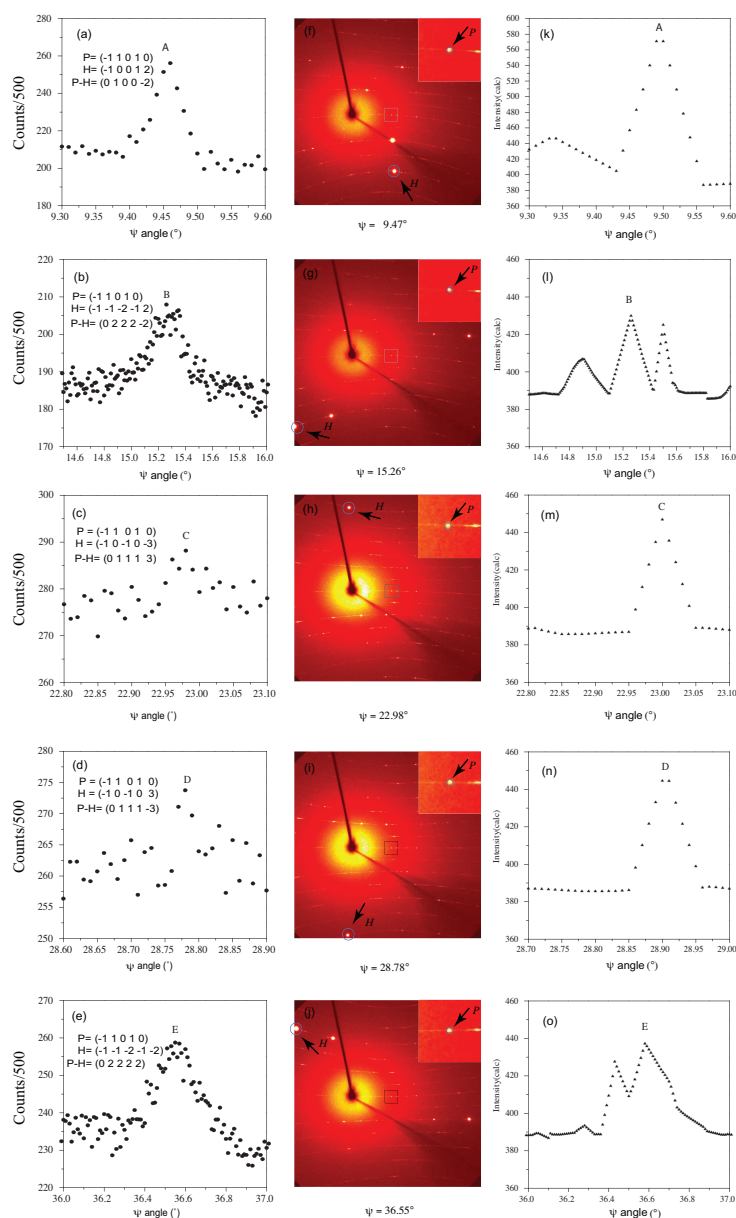 (a)
A
P= (-1 1 0 1 0)
H= (-1 0 0 1 2)
P-H= (0 1 0 0 -2)
280
260
240
220
200
180
Counts/500
9.30 9.35 9.40 9.45 9.50 9.55 9.60
ψ angle (°)
(f)
P
H
ψ = 9.47°
(k)
A
600
580
560
540
520
500
480
460
440
420
400
380
360
Intensity(calc)
9.30 9.35 9.40 9.45 9.50 9.55 9.60
ψ angle (°)
(b)
B
P= (-1 1 0 1 0)
H= (-1 -1 -2 -1 2)
P-H= (0 2 2 2 -2)
220
210
200
190
180
170
Counts/500
14.6 14.8 15.0 15.2 15.4 15.6 15.8 16.0
ψ angle (°)
(g)
P
H
ψ = 15.26°
(l)
B
460
440
420
400
380
360
Intensity(calc)
14.6 14.8 15.0 15.2 15.4 15.6 15.8 16.0
ψ angle (°)
(c)
P = (-1 1 0 1 0)
H = (-1 0 -1 0 -3)
P-H= (0 1 1 1 3)
C
300
290
280
270
260
Counts/500
22.80 22.85 22.90 22.95 23.00 23.05 23.10
ψ angle (°)
(h)
H
P
ψ = 22.98°
(m)
C
460
440
420
400
380
360
Intensity(calc)
22.80 22.85 22.90 22.95 23.00 23.05 23.10
ψ angle (°)
(d)
P = (-1 1 0 1 0)
H = (-1 0 -1 0 3)
P-H= (0 1 1 1 -3)
D
280
275
270
265
260
255
250
Counts/500
28.60 28.65 28.70 28.75 28.80 28.85 28.90
ψ angle (°)
(i)
P
H
ψ = 28.78°
(n)
D
460
440
420
400
380
360
Intensity(calc)
28.70 28.75 28.80 28.85 28.90 28.95 29.00
ψ angle (°)
(e)
E
P= (-1 1 0 1 0)
H= (-1 -1 -2 -1 -2)
P-H= (0 2 2 2 2)
270
260
250
240
230
220
Counts/500
36.0 36.2 36.4 36.6 36.8 37.0
ψ angle (°)
(j)
P
H
ψ = 36.55°
(o)
E
460
440
420
400
380
360
Intensity(calc)
36.0 36.2 36.4 36.6 36.8 37.0
ψ angle (°)